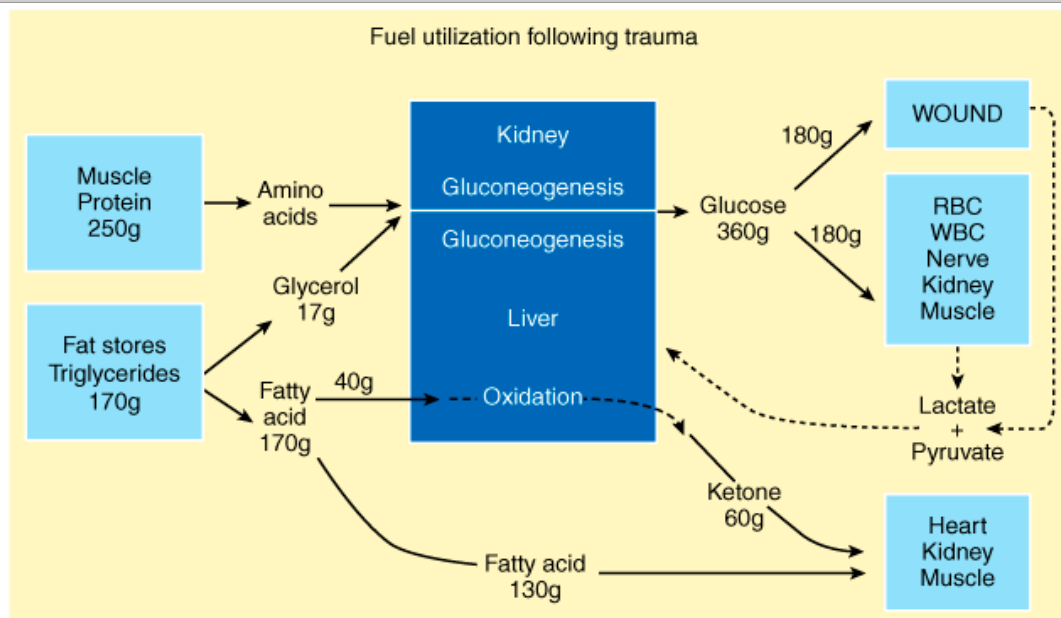 Fuel utilization following trauma
Muscle
Protein
250g
Amino
acids
Fat stores
Triglycerides
170g
Glycerol
17g
Fatty
acid
170g
40g
Kidney
Gluconeogenesis
Gluconeogenesis
Liver
Oxidation
Glucose
360g
180g
180g
WOUND
RBC
WBC
Nerve
Kidney
Muscle
Lactate
+
Pyruvate
Ketone
60g
Fatty acid
130g
Heart
Kidney
Muscle